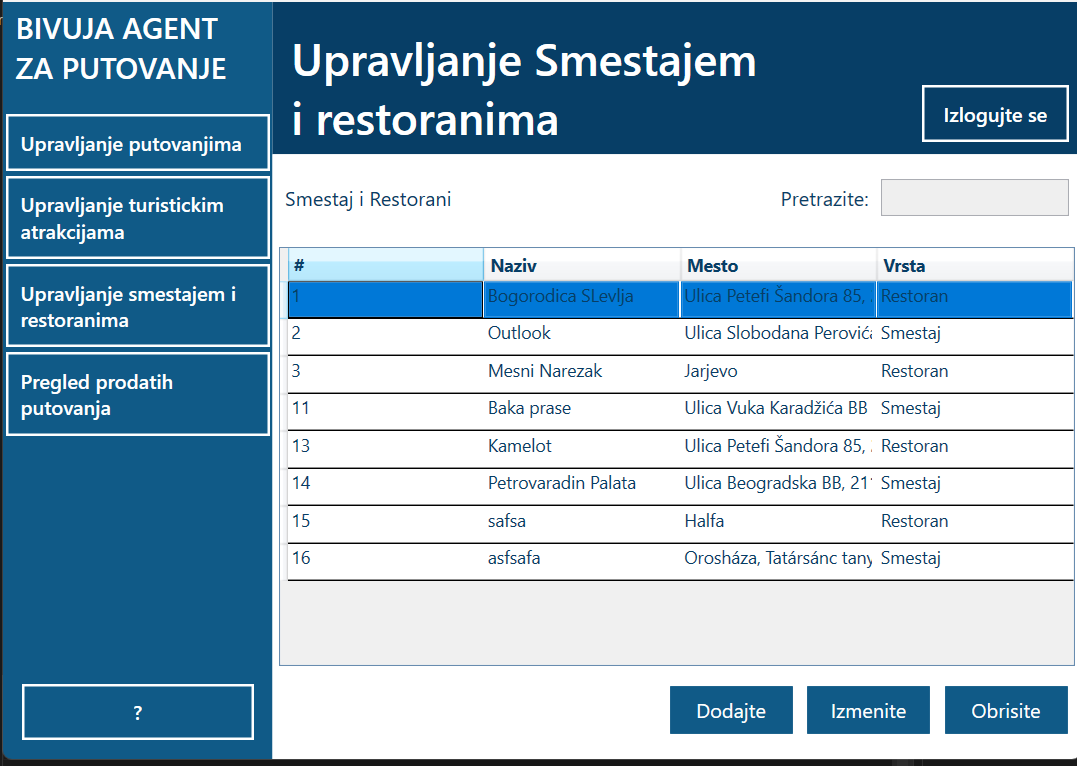 BIVUJA AGENT
ZA PUTOVANJE
Upravljanje putovanjima
Upravljanje turistickim
atrakcijama
Upravljanje smestajem i
restoranima
Pregled prodatih
putovanja
?
Upravljanje Smestajem
i restoranima
Izlogujte se
Smestaj i Restorani
Pretrazite:
# Naziv Mesto Vrsta
1 Bogorodica SLevlja Ulica Petefi Šandora 85, Restoran
2 Outlook Ulica Slobodana Perovića Smestaj
3 Mesni Narezak Jarjevo Restoran
11 Baka prase Ulica Vuka Karadžića BB Smestaj
13 Kamelot Ulica Petefi Šandora 85, Restoran
14 Petrovaradin Palata Ulica Beogradska BB, Smestaj
15 safsa Halfa Restoran
16 asfsafa Orosháza, Tatársánc tany Smestaj
Dodajte
Izmenite
Obrisite